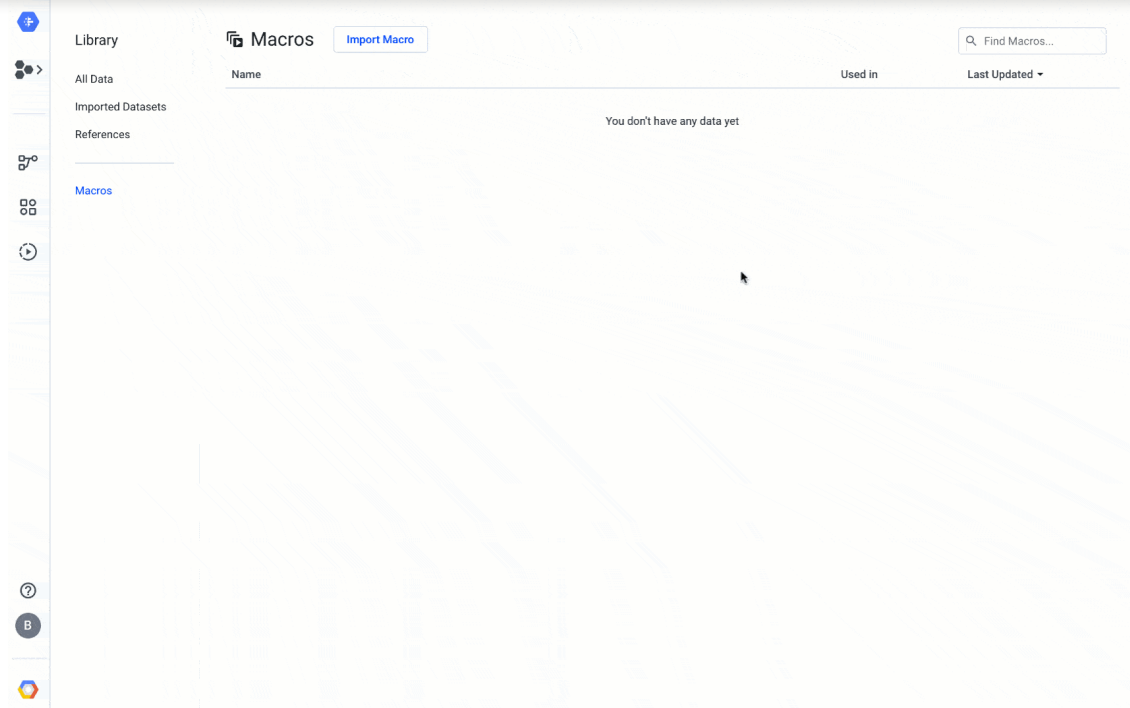 Library
All Data
Imported Datasets
References
Macros
Macros
Import Macro
Find Macros...
Name
Used in
Last Updated
You don't have any data yet
B